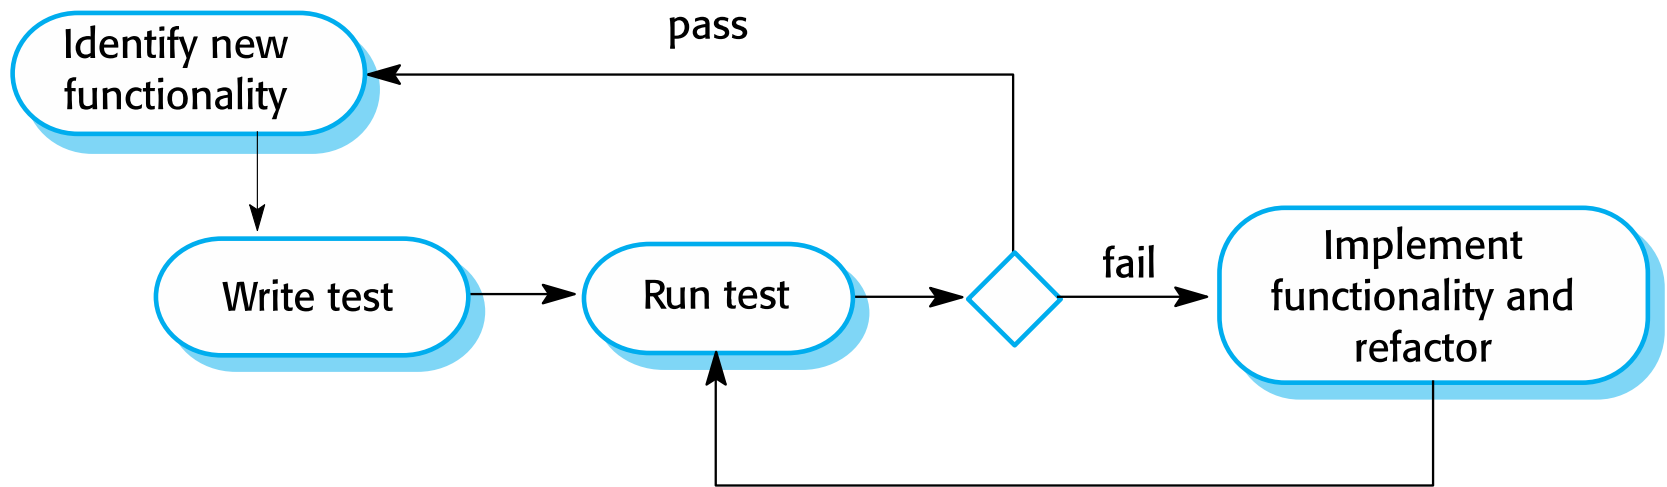 Identify new
functionality
pass
Write test
Run test
fail
Implement
functionality and
refactor